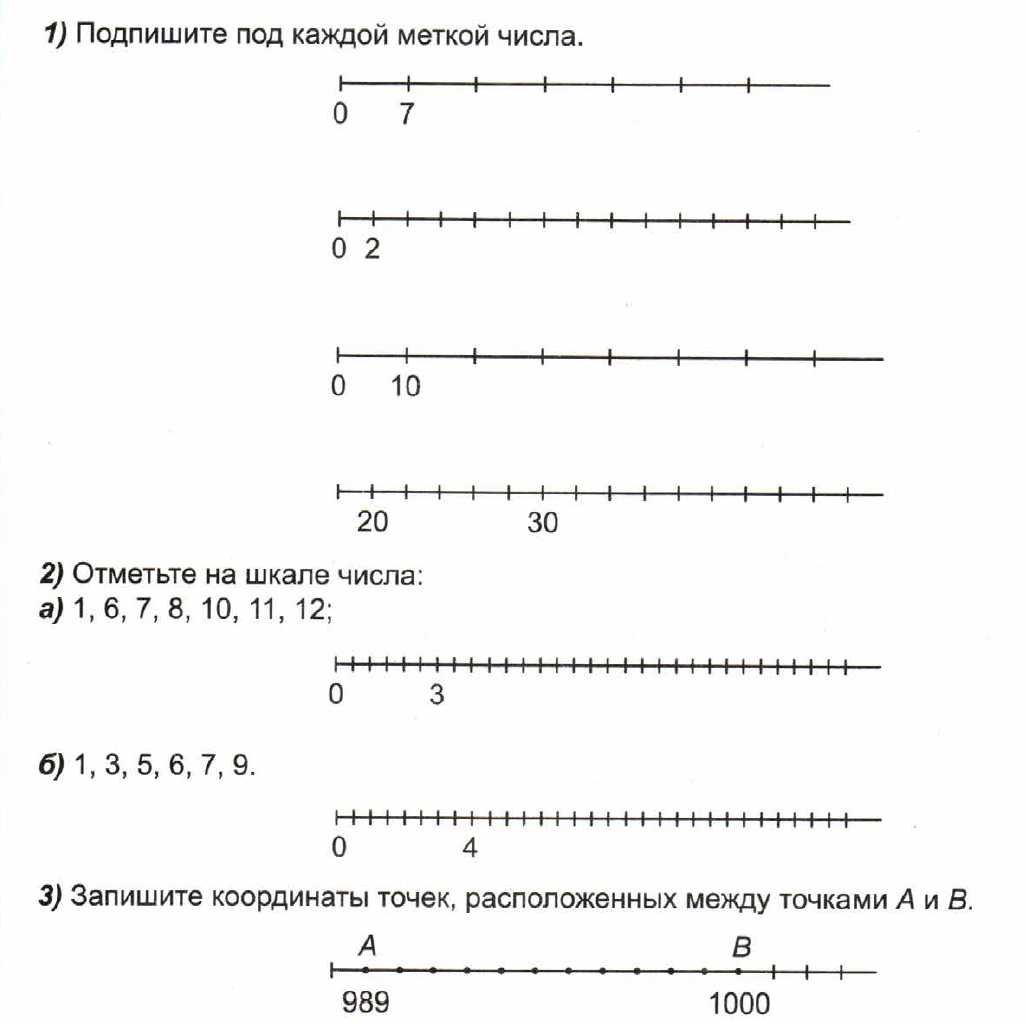 1) Подпишите под каждой меткой числа.
0 7
0 2
0 10
20 30
2) Отметьте на шкале числа:
а) 1, 6, 7, 8, 10, 11, 12;
0 3
б) 1, 3, 5, 6, 7, 9.
0 4
3) Запишите координаты точек, расположенных между точками A и B.
A B
989 1000